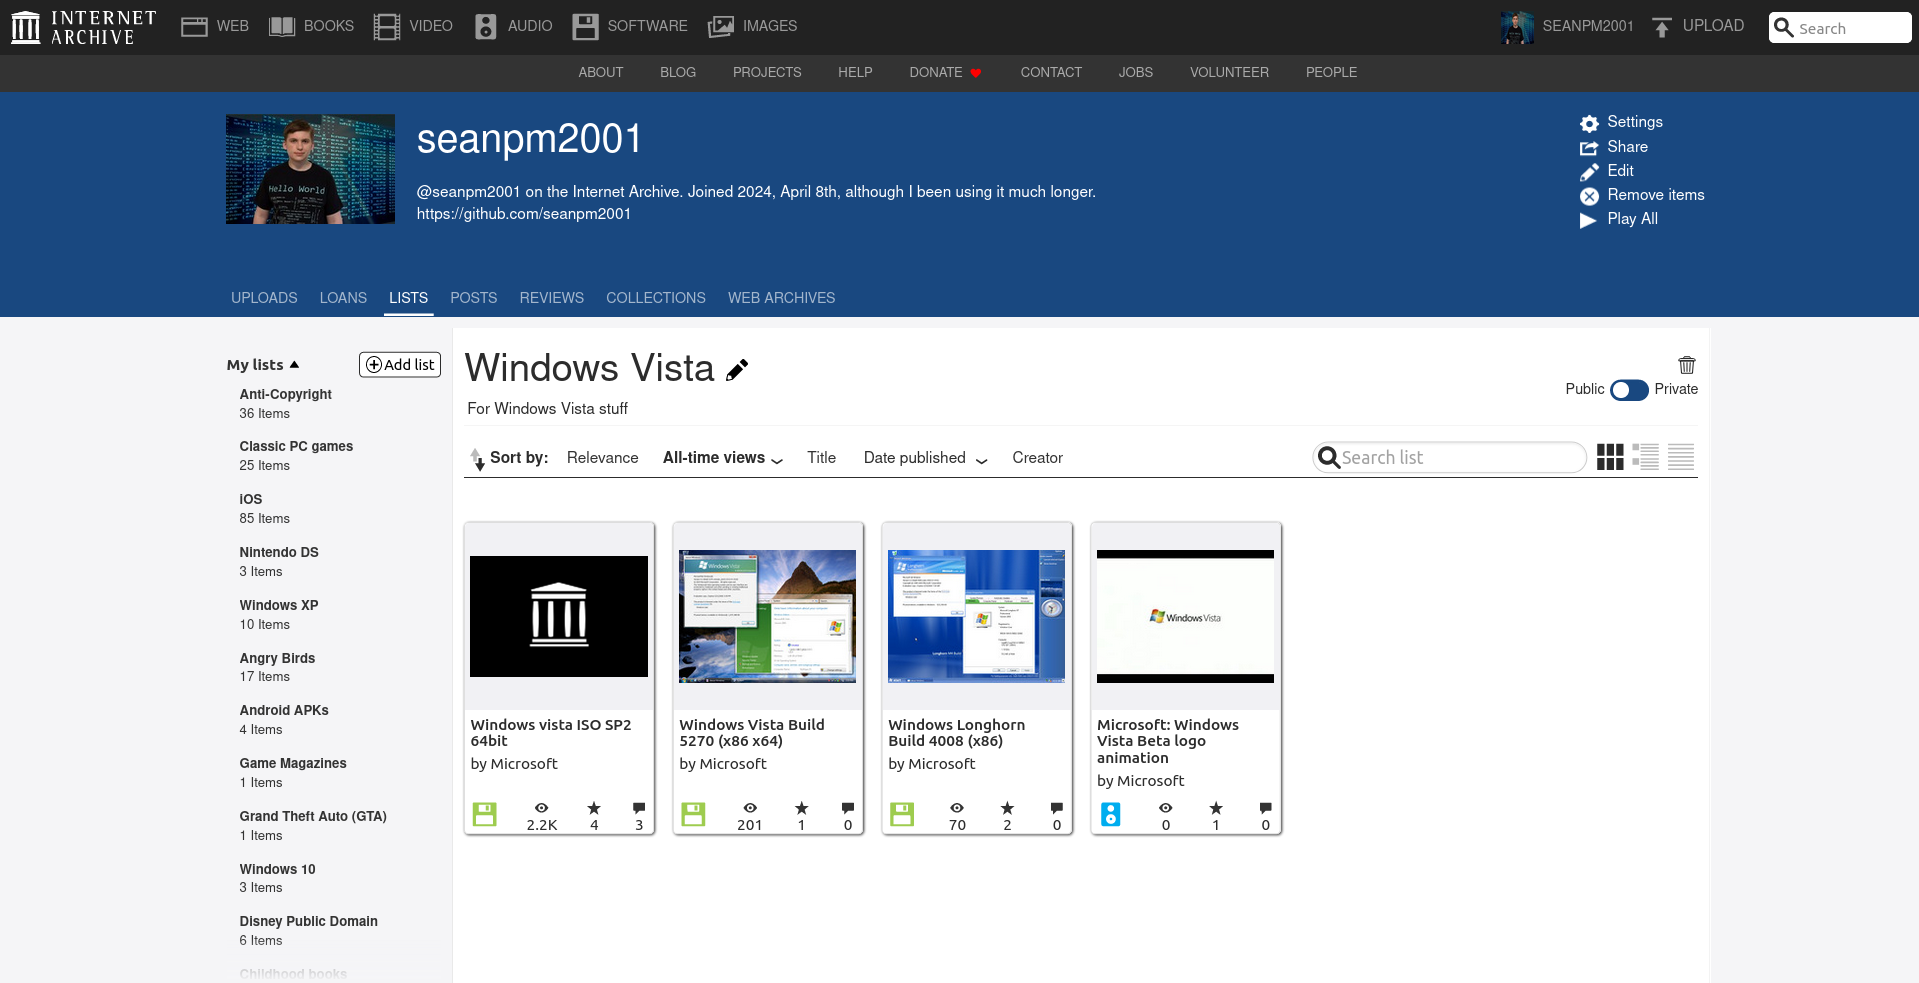 INTERNET ARCHIVE
WEB BOOKS VIDEO AUDIO SOFTWARE IMAGES
SEANPM2001 UPLOAD Search
ABOUT BLOG PROJECTS HELP DONATE CONTACT JOBS VOLUNTEER PEOPLE
Hello World
seanpm2001
@seanpm2001 on the Internet Archive. Joined 2024, April 8th, although I been using it much longer.
https://github.com/seanpm2001
Settings
Share
Edit
Remove items
Play All
UPLOADS LOANS LISTS POSTS REVIEWS COLLECTIONS WEB ARCHIVES
My lists Add list
Anti-Copyright
36 Items
Classic PC games
25 Items
iOS
85 Items
Nintendo DS
3 Items
Windows XP
10 Items
Angry Birds
17 Items
Android APKs
4 Items
Game Magazines
1 Items
Grand Theft Auto (GTA)
1 Items
Windows 10
3 Items
Disney Public Domain
6 Items
Childhood books
Windows Vista
For Windows Vista stuff
Public Private
Sort by: Relevance All-time views Title Date published Creator
Search list
Windows vista ISO SP2
64bit
by Microsoft
2.2K 4 3
Windows Vista
Windows Vista Build
5270 (x86 x64)
by Microsoft
201 1 0
Longhorn
Windows Longhorn
Build 4008 (x86)
by Microsoft
70 2 0
Windows Vista
Microsoft: Windows
Vista Beta logo
animation
by Microsoft
0 1 0